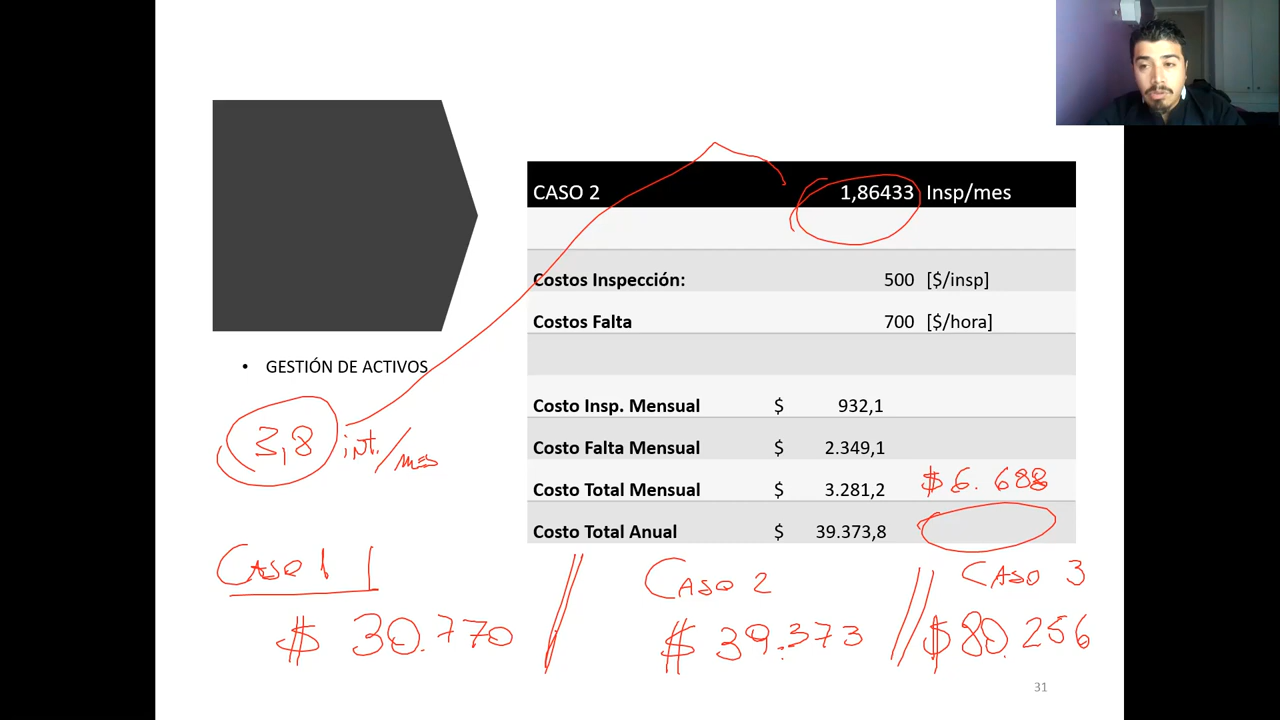 CASO 2 1,86433 Insp/mes
Costos Inspección: 500 [$/insp]
Costos Falta 700 [$/hora]
• GESTIÓN DE ACTIVOS
Costo Insp. Mensual $ 932,1
Costo Falta Mensual $ 2.349,1
3,8 int./mes
Costo Total Mensual $ 3.281,2 $6.688
Costo Total Anual $ 39.373,8
CASO 1 CASO 2 CASO 3
$ 30.770 $ 39.373 $80.256
31